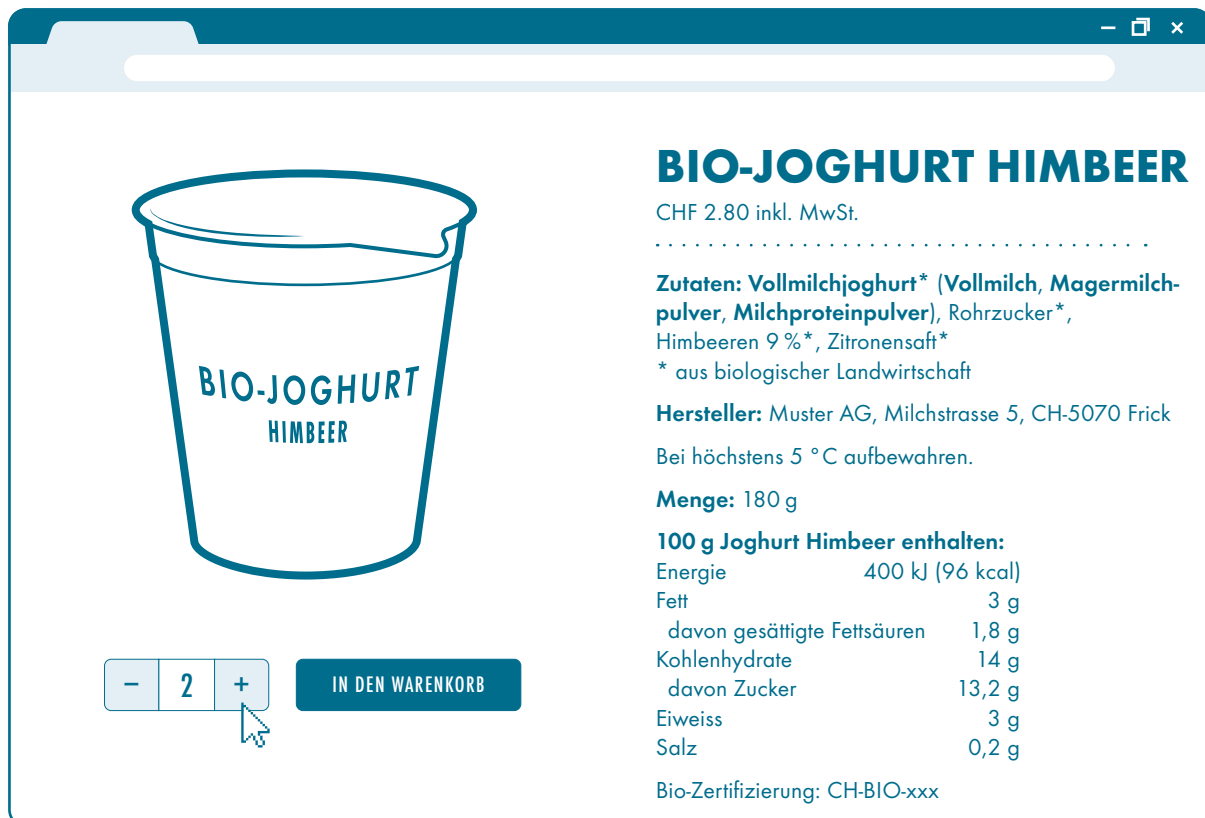 BIO-JOGHURT HIMBEER
CHF 2.80 inkl. MwSt.
Zutaten: Vollmilchjoghurt* (Vollmilch, Magermilch-
pulver, Milchproteinpulver), Rohrzucker*,
Himbeeren 9 %*, Zitronensaft*
* aus biologischer Landwirtschaft
Hersteller: Muster AG, Milchstrasse 5, CH-5070 Frick
Bei höchstens 5 °C aufbewahren.
Menge: 180 g
100 g Joghurt Himbeer enthalten:
Energie 400 kJ (96 kcal)
Fett 3 g
davon gesättigte Fettsäuren 1,8 g
Kohlenhydrate 14 g
davon Zucker 13,2 g
Eiweiss 3 g
Salz 0,2 g
Bio-Zertifizierung: CH-BIO-xxx
BIO-JOGHURT
HIMBEER
– 2 +
IN DEN WARENKORB